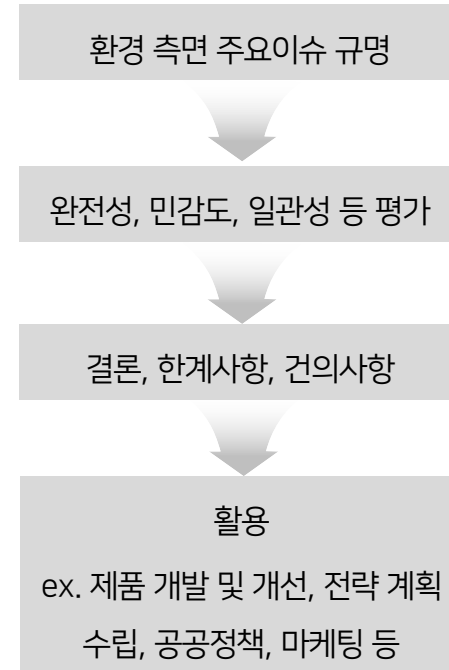 환경 측면 주요이슈 규명
완전성, 민감도, 일관성 등 평가
결론, 한계사항, 건의사항
활용
ex. 제품 개발 및 개선, 전략 계획
수립, 공공정책, 마케팅 등